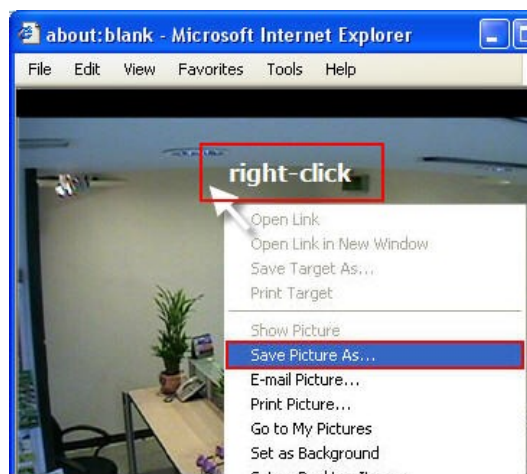 about:blank - Microsoft Internet Explorer
File Edit View Favorites Tools Help
right-click
Open Link
Open Link in New Window
Save Target As...
Print Target
Show Picture
Save Picture As...
E-mail Picture...
Print Picture...
Go to My Pictures
Set as Background